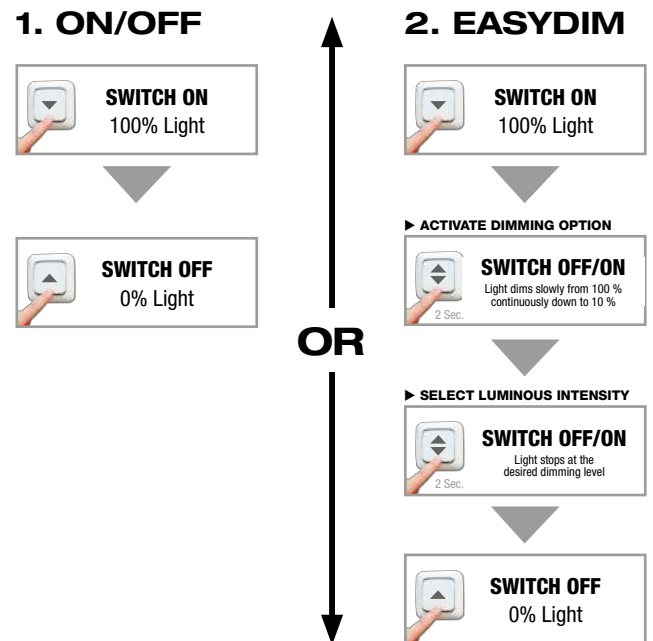 1. ON/OFF
SWITCH ON
100% Light
SWITCH OFF
0% Light
OR
2. EASYDIM
SWITCH ON
100% Light
▶ ACTIVATE DIMMING OPTION
SWITCH OFF/ON
Light dims slowly from 100 %
continuously down to 10 %
2 Sec.
▶ SELECT LUMINOUS INTENSITY
SWITCH OFF/ON
Light stops at the
desired dimming level
2 Sec.
SWITCH OFF
0% Light